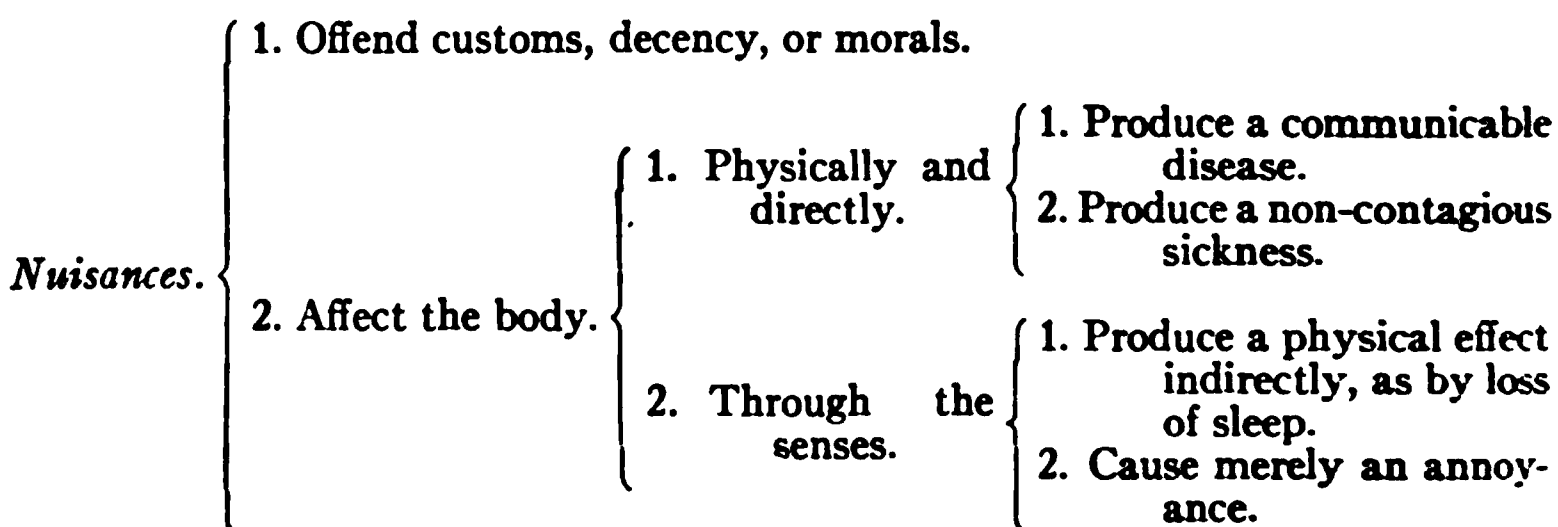 1. Offend customs, decency, or morals.
Nuisances.
2. Affect the body.
1. Physically and
directly.
1. Produce a communicable
disease.
2. Produce a non-contagious
sickness.
2. Through the
senses.
1. Produce a physical effect
indirectly, as by loss
of sleep.
2. Cause merely an annoy-
ance.